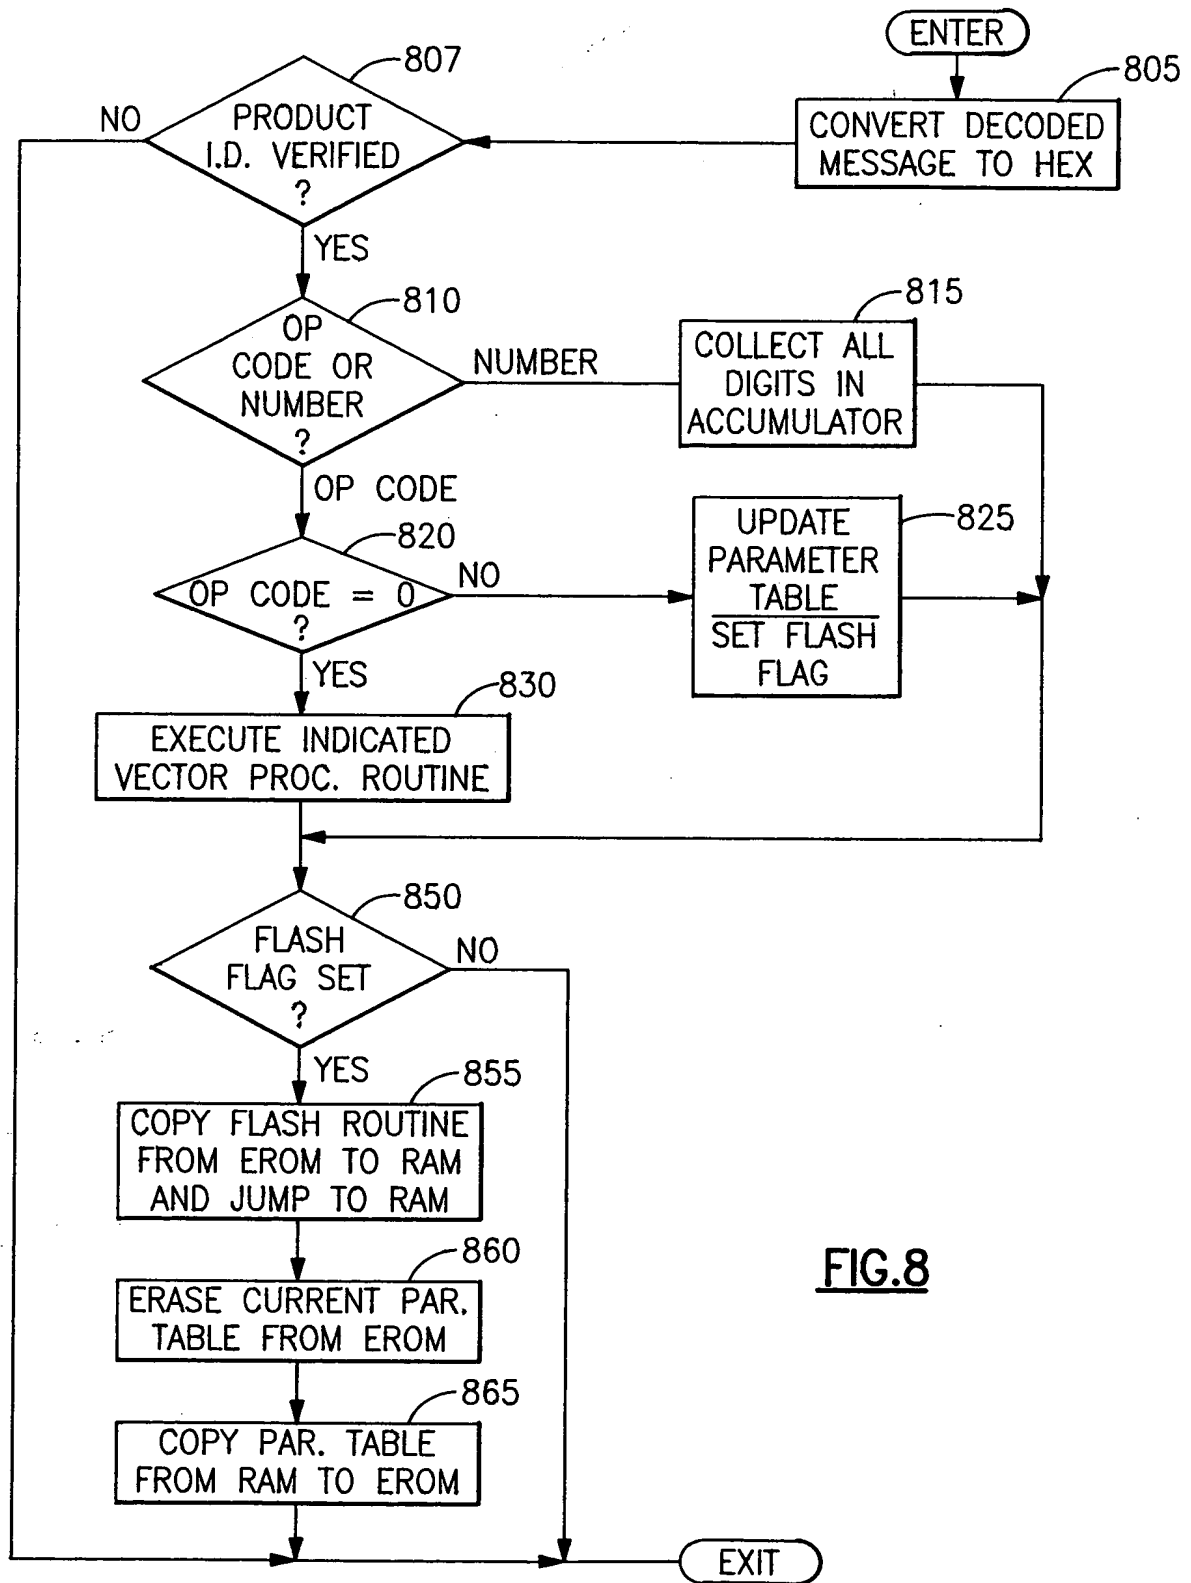 ENTER
805
CONVERT DECODED
MESSAGE TO HEX
807
NO
PRODUCT
I.D. VERIFIED
?
YES
810
OP
CODE OR
NUMBER
?
NUMBER
815
COLLECT ALL
DIGITS IN
ACCUMULATOR
OP CODE
820
OP CODE = 0
?
NO
825
UPDATE
PARAMETER
TABLE
SET FLASH
FLAG
YES
830
EXECUTE INDICATED
VECTOR PROC. ROUTINE
850
FLASH
FLAG SET
?
NO
YES
855
COPY FLASH ROUTINE
FROM EROM TO RAM
AND JUMP TO RAM
860
ERASE CURRENT PAR.
TABLE FROM EROM
865
COPY PAR. TABLE
FROM RAM TO EROM
EXIT
FIG.8